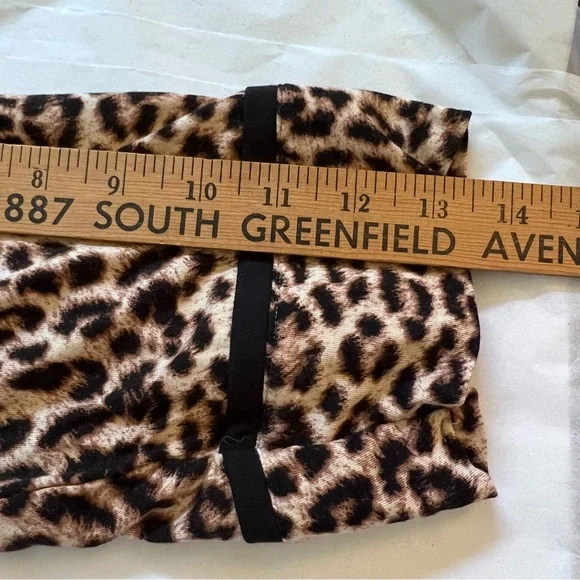 8 9 10 11 12 13 14
887 SOUTH GREENFIELD AVEN